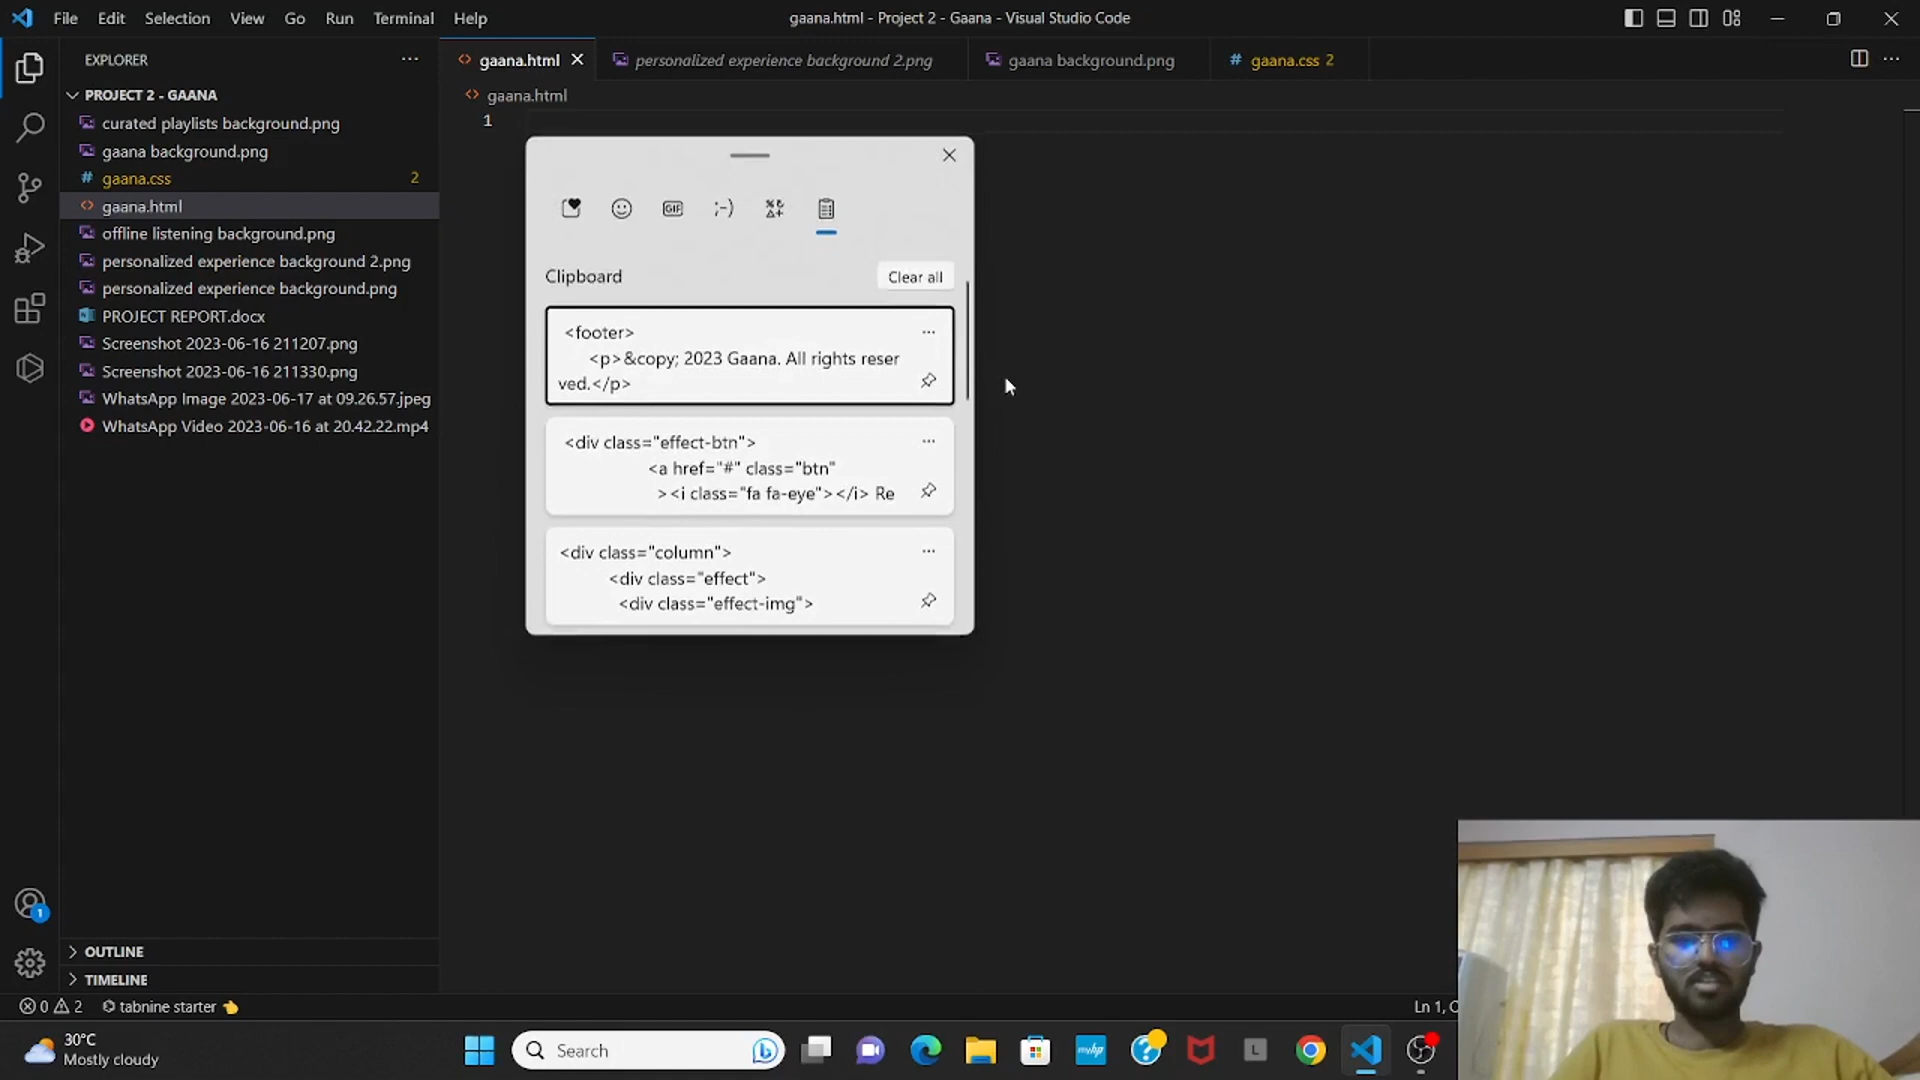 File Edit Selection View Go Run Terminal Help
gaana.html - Project 2 - Gaana - Visual Studio Code
EXPLORER
gaana.html
personalized experience background 2.png
gaana background.png
# gaana.css 2
PROJECT 2 - GAANA
gaana.html
curated playlists background.png
1
gaana background.png
# gaana.css 2
gaana.html
offline listening background.png
personalized experience background 2.png
personalized experience background.png
PROJECT REPORT.docx
Screenshot 2023-06-16 211207.png
Screenshot 2023-06-16 211330.png
WhatsApp Image 2023-06-17 at 09.26.57.jpeg
WhatsApp Video 2023-06-16 at 20.42.22.mp4
GIF
;-)
Clipboard
Clear all
<footer>
<p>&copy; 2023 Gaana. All rights reser
ved.</p>
<div class="effect-btn">
<a href="#" class="btn"
><i class="fa fa-eye"></i> Re
<div class="column">
<div class="effect">
<div class="effect-img">
1
OUTLINE
TIMELINE
0 2 tabnine starter
Ln 1, C
30°C
Mostly cloudy
Search
myhp
L